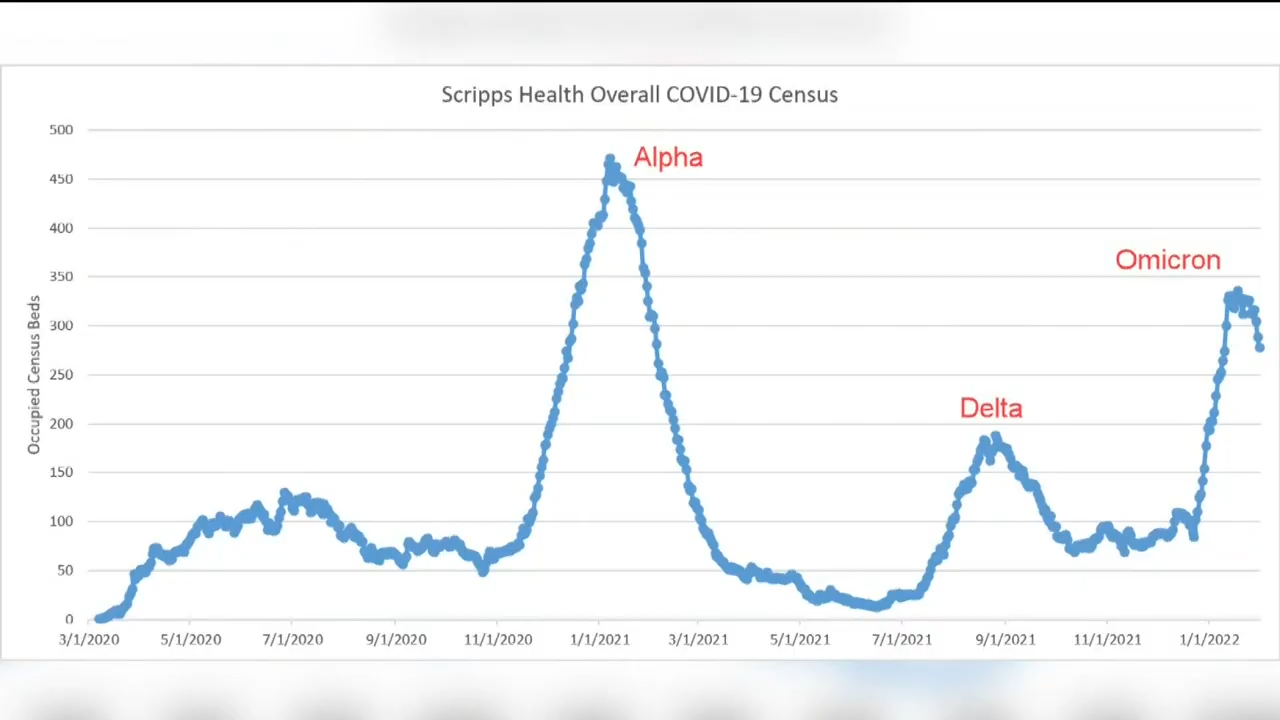 Scripps Health Overall COVID-19 Census
500
450
400
350
300
250
200
150
100
50
0
Occupied Census Beds
Alpha
Delta
Omicron
3/1/2020 5/1/2020 7/1/2020 9/1/2020 11/1/2020 1/1/2021 3/1/2021 5/1/2021 7/1/2021 9/1/2021 11/1/2021 1/1/2022